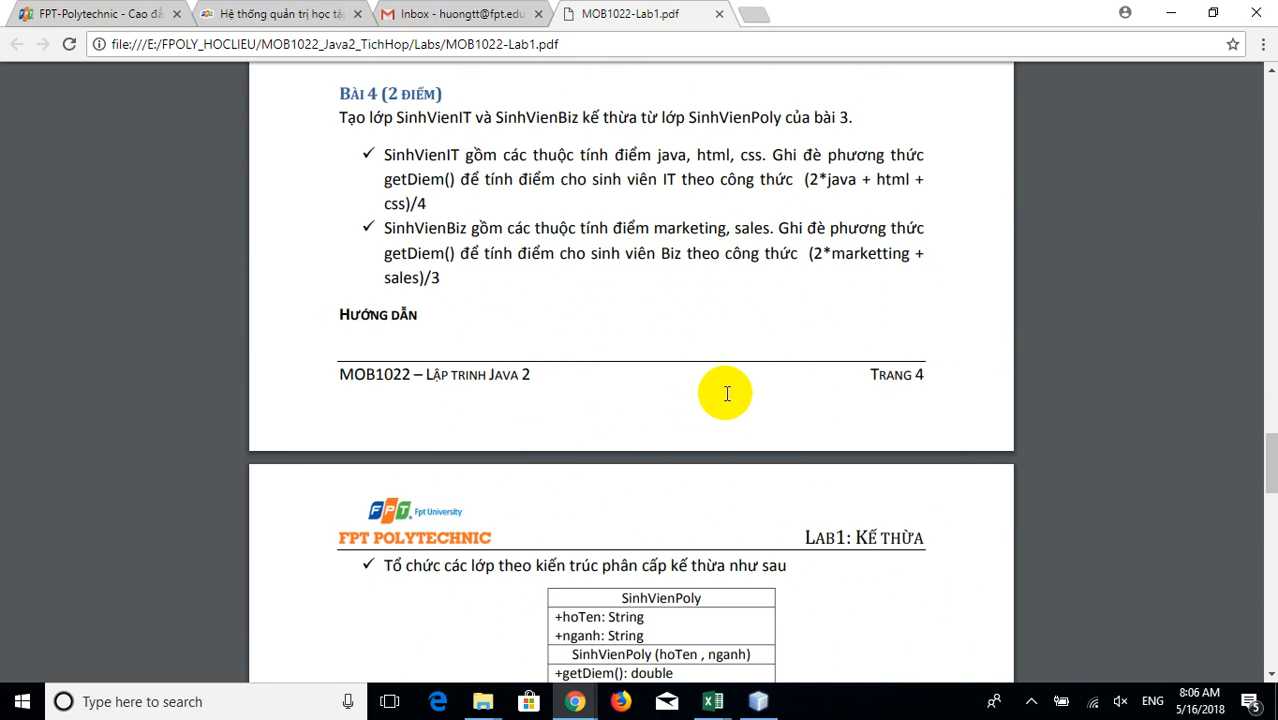 FPT-Polytechnic - Cao đẳ
Hệ thống quản trị học tậ
Inbox - huongtt@fpt.edu
MOB1022-Lab1.pdf
file:///E:/FPOLY_HOCLIEU/MOB1022_Java2_TichHop/Labs/MOB1022-Lab1.pdf
BÀI 4 (2 ĐIỂM)
Tạo lớp SinhVienIT và SinhVienBiz kế thừa từ lớp SinhVienPoly của bài 3.
✓ SinhVienIT gồm các thuộc tính điểm java, html, css. Ghi đè phương thức
getDiem() để tính điểm cho sinh viên IT theo công thức (2*java + html +
css)/4
✓ SinhVienBiz gồm các thuộc tính điểm marketing, sales. Ghi đè phương thức
getDiem() để tính điểm cho sinh viên Biz theo công thức (2*marketting +
sales)/3
HƯỚNG DẪN
MOB1022 – LẬP TRÌNH JAVA 2 TRANG 4
FPT Fpt University
FPT POLYTECHNIC LAB1: KẾ THỪA
✓ Tổ chức các lớp theo kiến trúc phân cấp kế thừa như sau
SinhVienPoly
+hoTen: String
+nganh: String
SinhVienPoly (hoTen , nganh)
+getDiem(): double
Type here to search
ENG
8:06 AM
5/16/2018
5